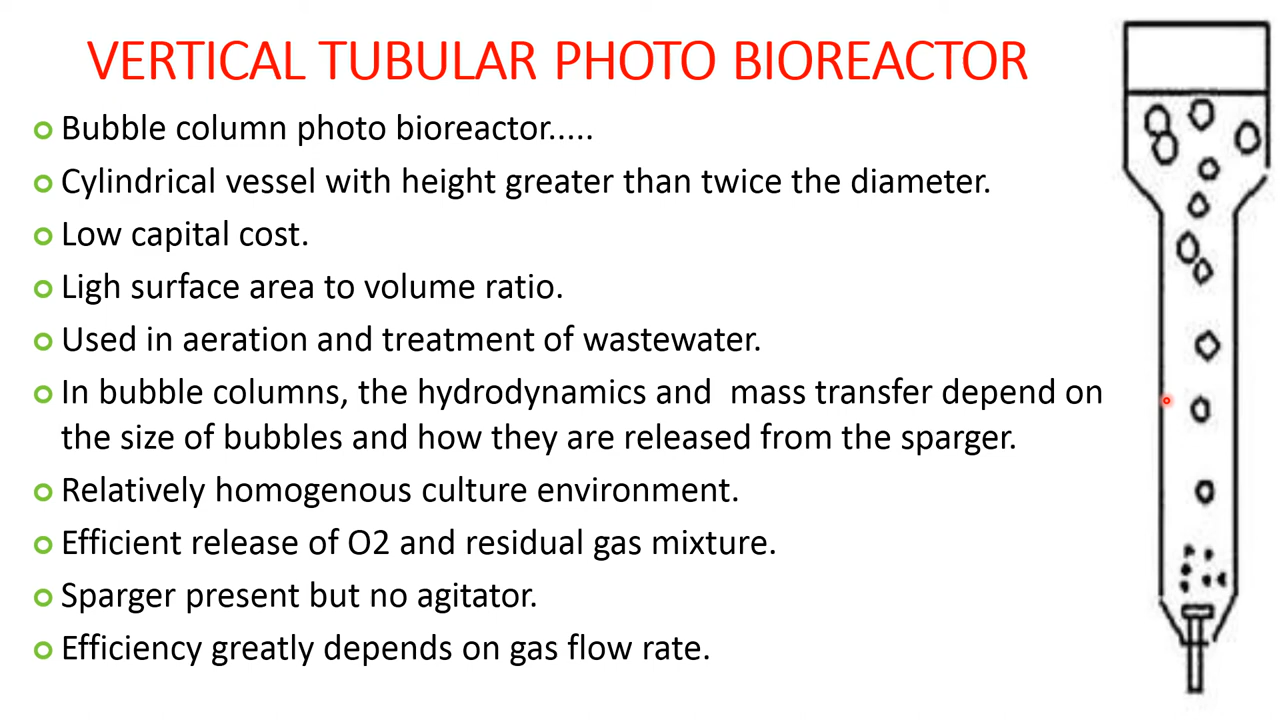 VERTICAL TUBULAR PHOTO BIOREACTOR
Bubble column photo bioreactor.....
Cylindrical vessel with height greater than twice the diameter.
Low capital cost.
Ligh surface area to volume ratio.
Used in aeration and treatment of wastewater.
In bubble columns, the hydrodynamics and  mass transfer depend on
the size of bubbles and how they are released from the sparger.
Relatively homogenous culture environment.
Efficient release of O2 and residual gas mixture.
Sparger present but no agitator.
Efficiency greatly depends on gas flow rate.